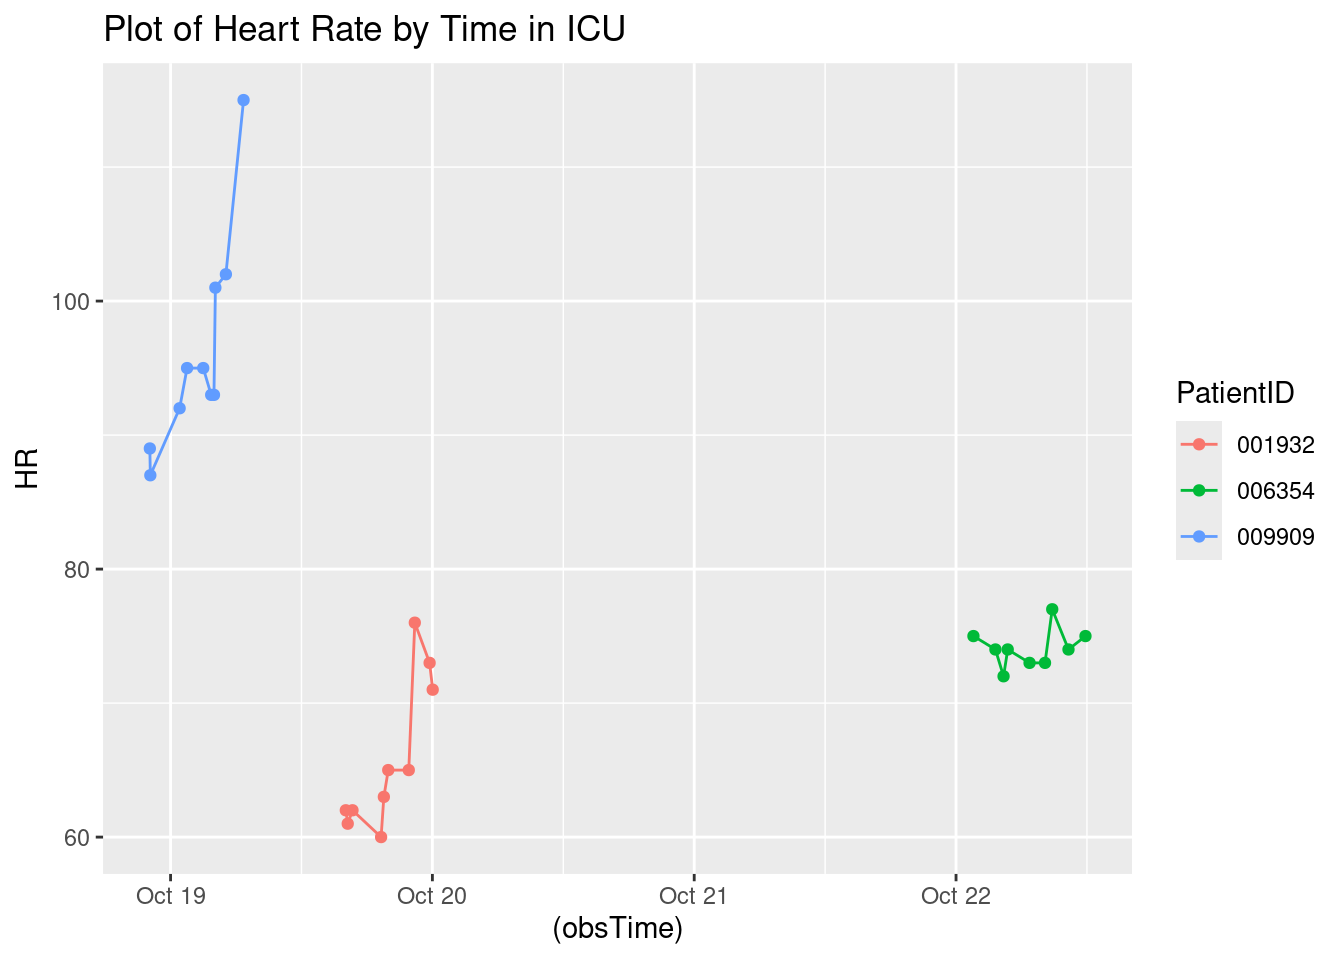 Plot of Heart Rate by Time in ICU
HR
100
80
60
Oct 19
Oct 20
Oct 21
Oct 22
(obsTime)
PatientID
001932
006354
009909